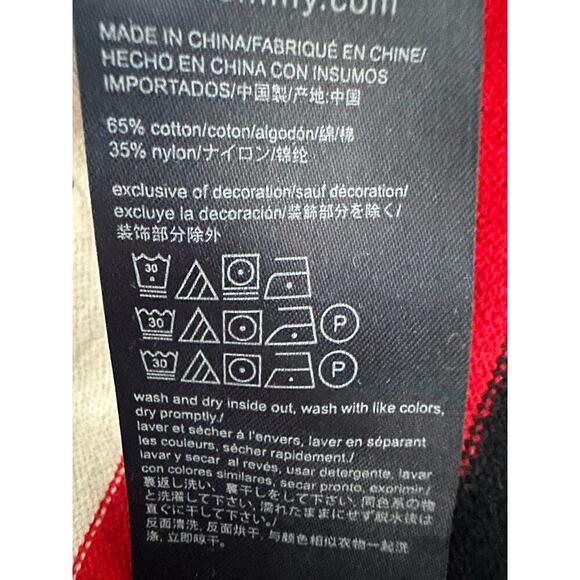 .com
MADE IN CHINA/FABRIQUÉ EN CHINE/
HECHO EN CHINA CON INSUMOS
IMPORTADOS/中国製/产地:中国
65% cotton/coton/algodón/綿/棉
35% nylon/ナイロン/锦纶
exclusive of decoration/sauf décoration/
excluye la decoración/装飾部分を除く/
装饰部分除外
30
a
30
P
30
P
wash and dry inside out, wash with like colors,
dry promptly./
laver et sécher à l'envers, laver en séparant
les couleurs, sécher rapidement./
lavar y secar al revés, usar detergente, lavar
con colores similares, secar pronto, exprimir/
裏返し洗い、裏干しをして下さい、同色系の物
と洗濯して下さい、濡れたままにせず脱水後は
直ぐに干して下さい。/
反面清洗, 反面烘干, 与颜色相似衣物一起洗
涤, 立即晾干。